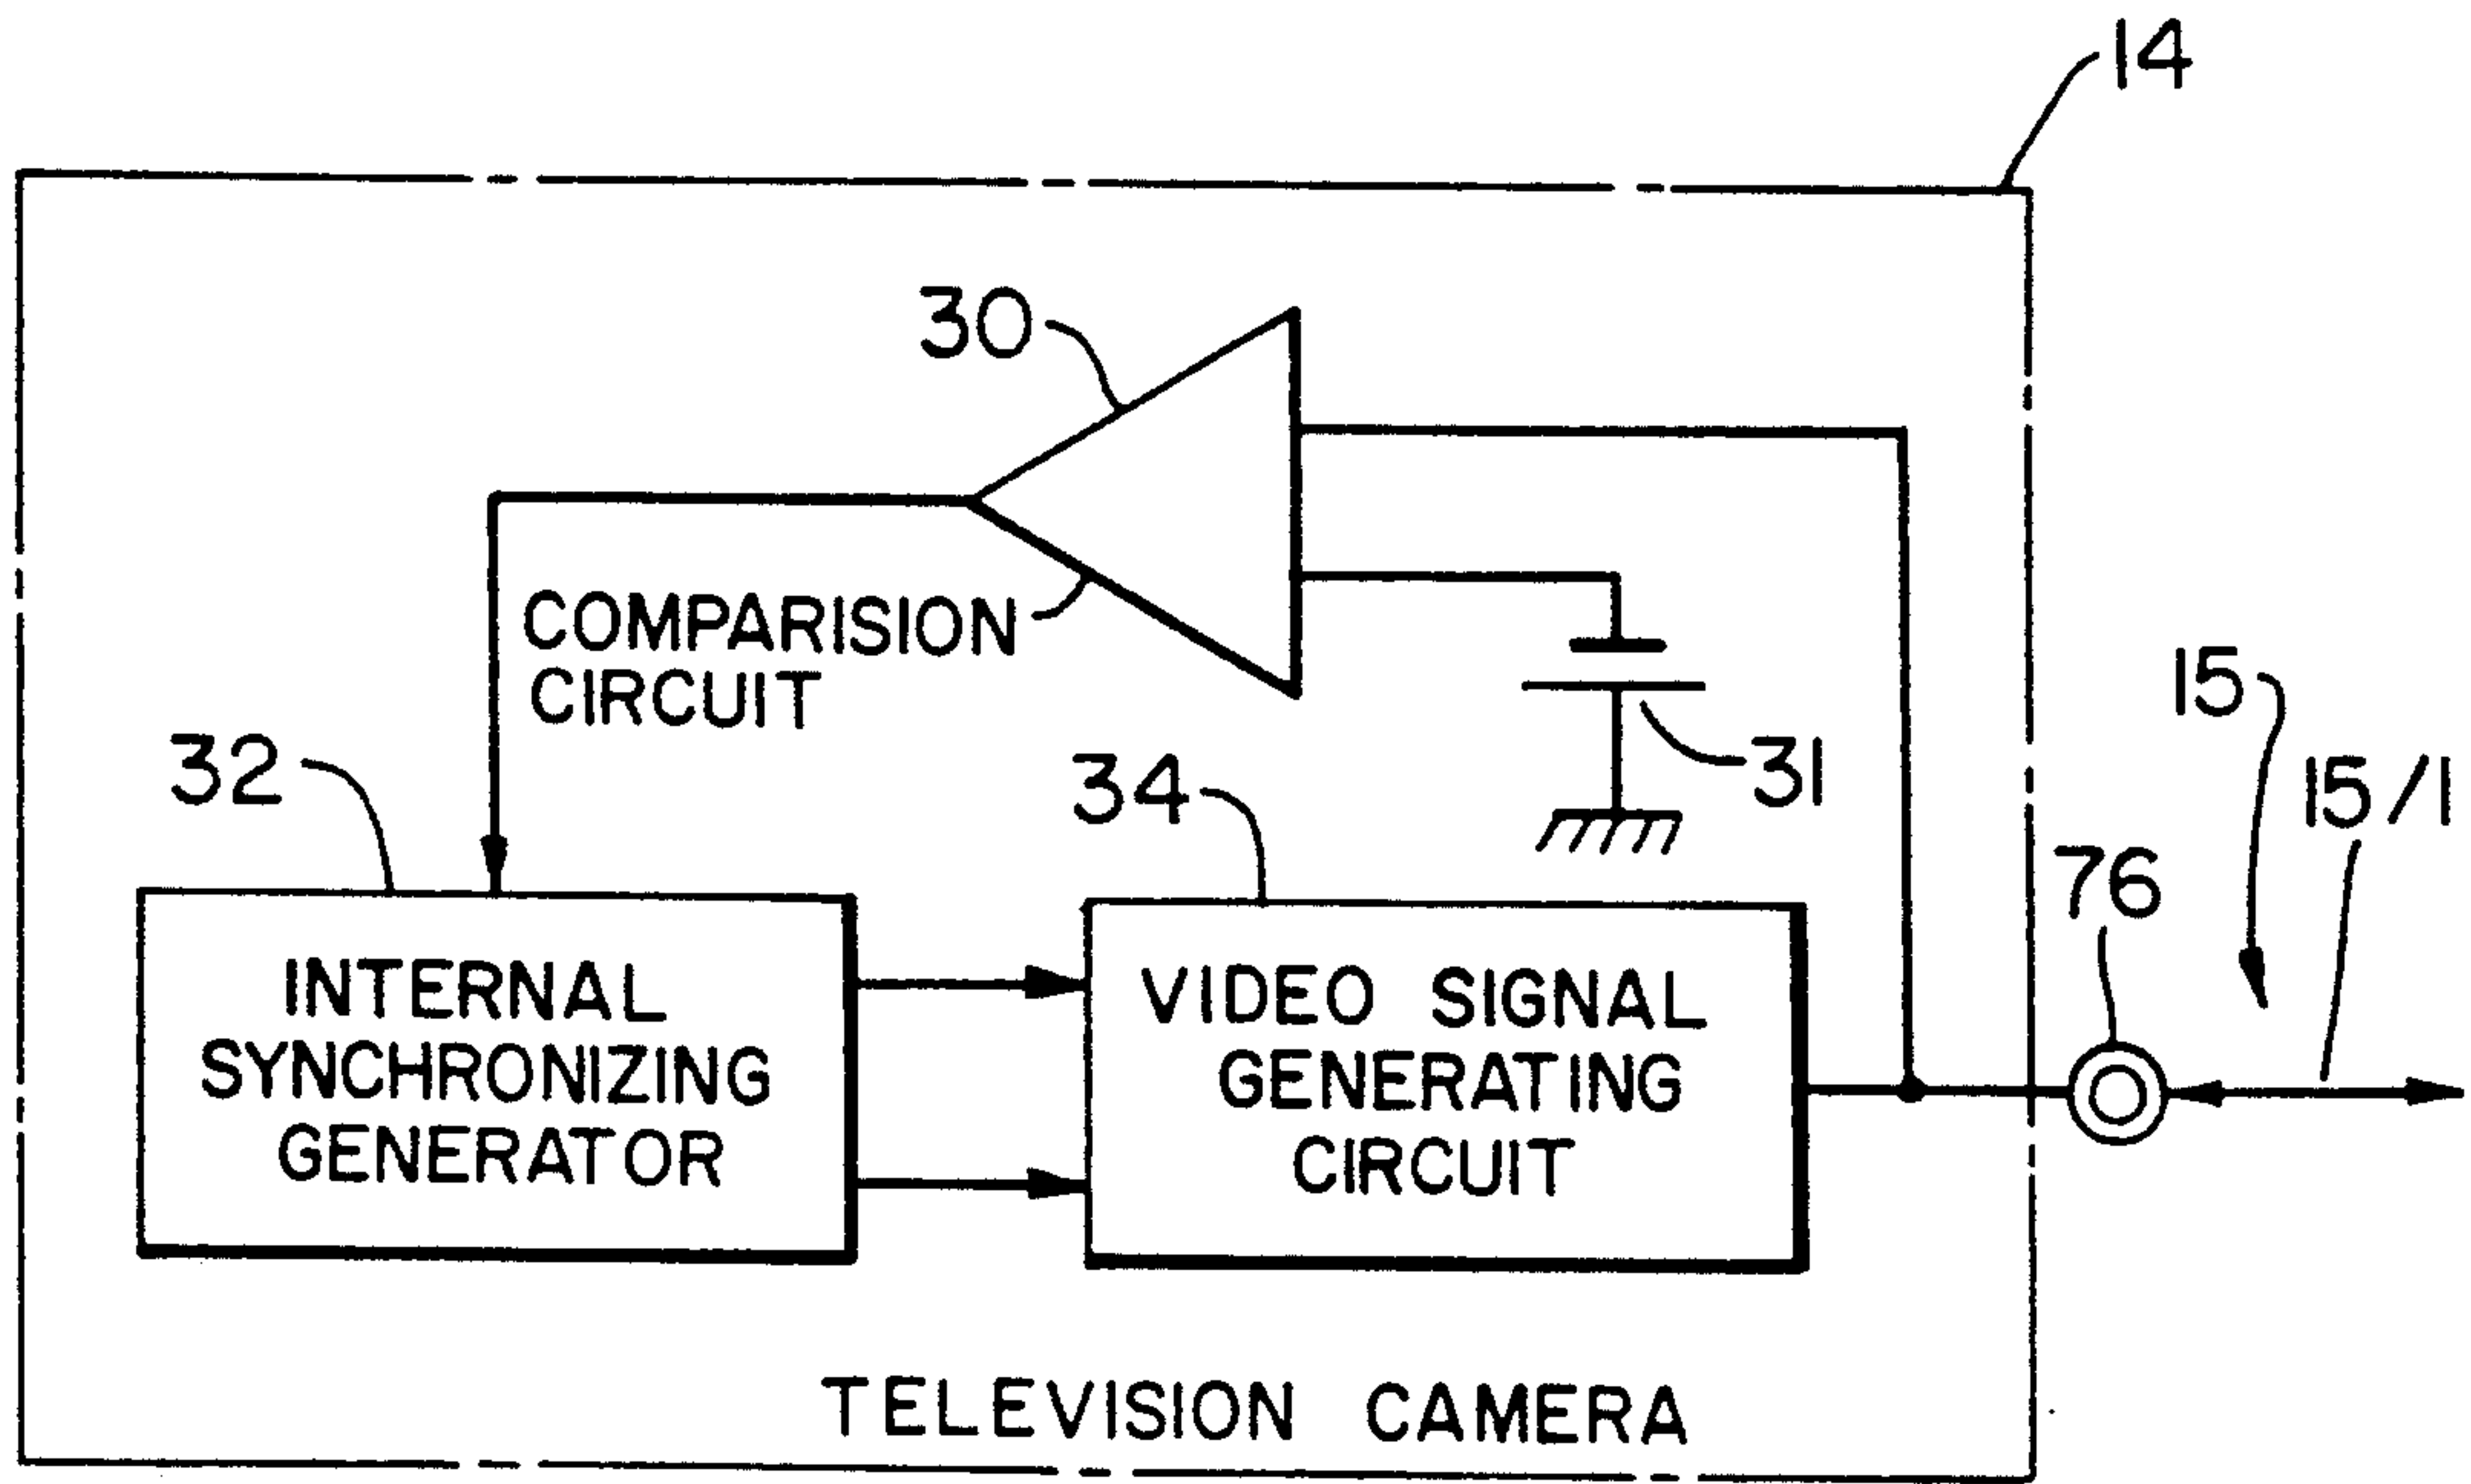 14
30
COMPARISION
CIRCUIT
31
15
15/1
32
34
76
INTERNAL
SYNCHRONIZING
GENERATOR
VIDEO SIGNAL
GENERATING
CIRCUIT
TELEVISION CAMERA